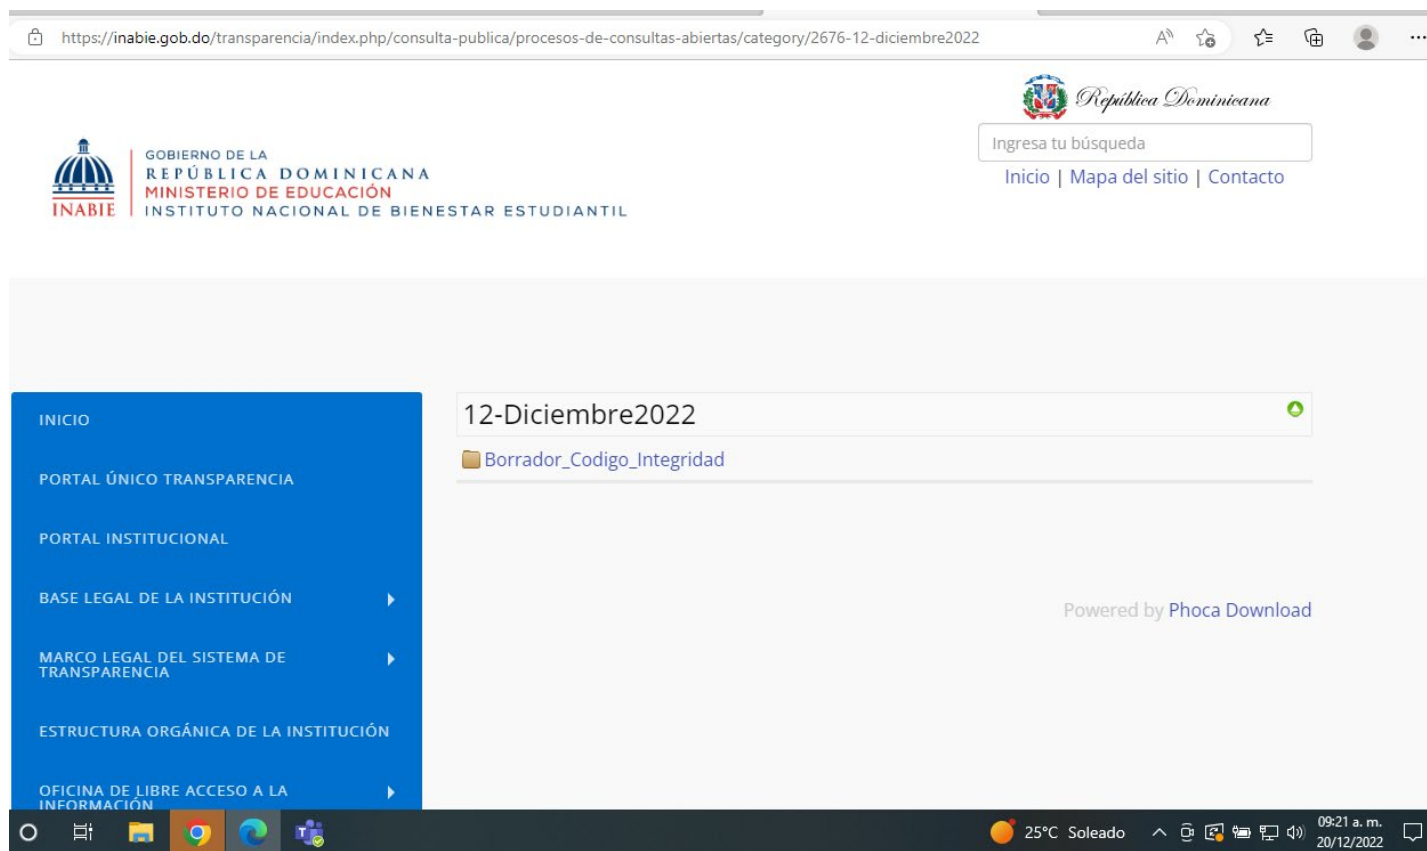 https://inabie.gob.do/transparencia/index.php/consulta-publica/procesos-de-consultas-abiertas/category/2676-12-diciembre2022
República Dominicana
Ingresa tu búsqueda
Inicio | Mapa del sitio | Contacto
GOBIERNO DE LA
REPÚBLICA DOMINICANA
MINISTERIO DE EDUCACIÓN
INABIE
INSTITUTO NACIONAL DE BIENESTAR ESTUDIANTIL
INICIO
PORTAL ÚNICO TRANSPARENCIA
PORTAL INSTITUCIONAL
BASE LEGAL DE LA INSTITUCIÓN
MARCO LEGAL DEL SISTEMA DE
TRANSPARENCIA
ESTRUCTURA ORGÁNICA DE LA INSTITUCIÓN
OFICINA DE LIBRE ACCESO A LA
INFORMACIÓN
12-Diciembre2022
Borrador_Codigo_Integridad
Powered by Phoca Download
25°C Soleado
09:21 a. m.
20/12/2022